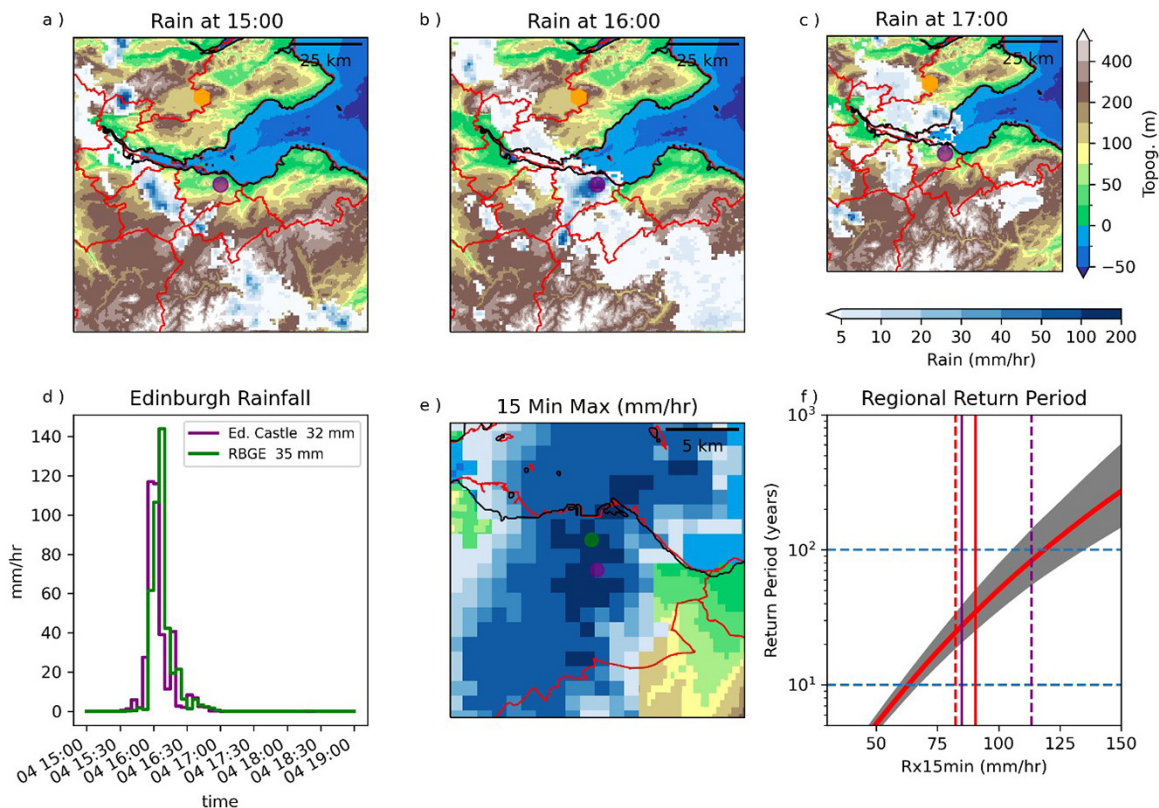 a )
Rain at 15:00
25 km
b )
Rain at 16:00
25 km
c )
Rain at 17:00
25 km
400
200
100
50
0
−50
Topog. (m)
5 10 20 30 40 50 100 200
Rain (mm/hr)
d )
Edinburgh Rainfall
Ed. Castle 32 mm
RBGE 35 mm
140
120
100
80
60
40
20
0
mm/hr
04 15:00
04 15:30
04 16:00
04 16:30
04 17:00
04 17:30
04 18:00
04 18:30
04 19:00
time
e )
15 Min Max (mm/hr)
5 km
f )
Regional Return Period
10³
10²
10¹
Return Period (years)
50 75 100 125 150
Rx15min (mm/hr)